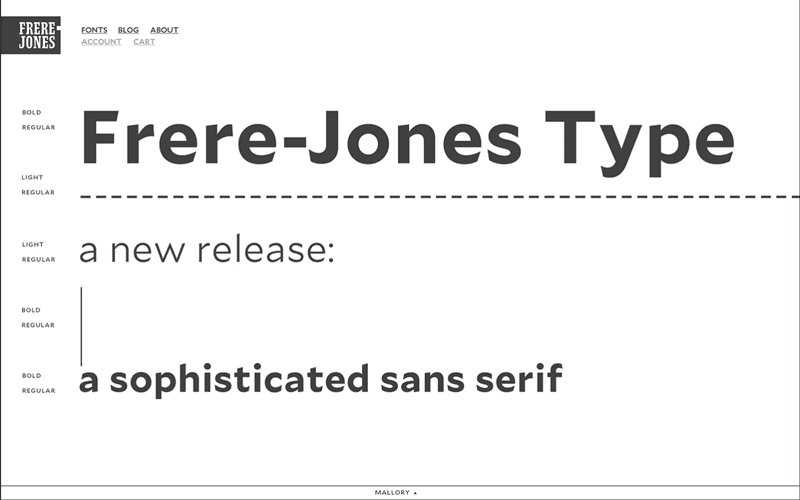 FRERE-
JONES
FONTS BLOG ABOUT
ACCOUNT CART
BOLD
REGULAR
Frere-Jones Type
LIGHT
REGULAR
LIGHT
REGULAR
a new release:
BOLD
REGULAR
BOLD
REGULAR
a sophisticated sans serif
MALLORY ▲